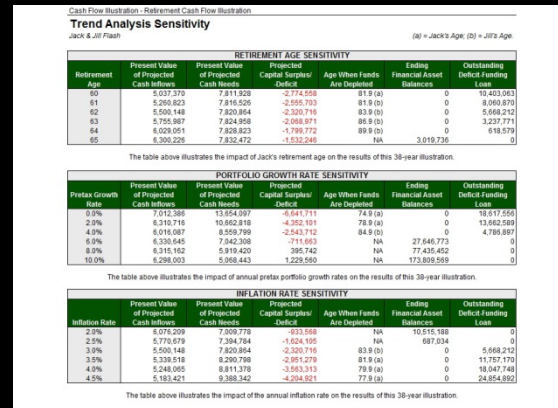 Cash Flow Illustration - Retirement Cash Flow Illustration
Trend Analysis Sensitivity
Jack & Jill Flash (a) = Jack's Age; (b) = Jill's Age.
RETIREMENT AGE SENSITIVITY
Present Value Present Value Projected Ending Outstanding
Retirement of Projected of Projected Capital Surplus/ Age When Funds Financial Asset Deficit-Funding
Age Cash Inflows Cash Needs -Deficit Are Depleted Balances Loan
60 5,037,370 7,811,928 -2,774,558 81.9 (a) 0 10,403,063
61 5,260,823 7,816,526 -2,555,703 81.9 (b) 0 8,060,870
62 5,500,148 7,820,864 -2,320,716 83.9 (b) 0 5,668,212
63 5,755,987 7,824,958 -2,068,971 86.9 (b) 0 3,237,771
64 6,029,051 7,828,823 -1,799,772 89.9 (b) 0 618,579
65 6,300,226 7,832,472 -1,532,246 NA 3,019,736 0
The table above illustrates the impact of Jack's retirement age on the results of this 38-year illustration.
PORTFOLIO GROWTH RATE SENSITIVITY
Present Value Present Value Projected Ending Outstanding
Pretax Growth of Projected of Projected Capital Surplus/ Age When Funds Financial Asset Deficit-Funding
Rate Cash Inflows Cash Needs -Deficit Are Depleted Balances Loan
0.0% 7,012,386 13,654,097 -6,641,711 74.9 (a) 0 18,617,556
2.0% 6,310,716 10,662,818 -4,352,101 78.9 (a) 0 13,662,589
4.0% 6,016,087 8,559,799 -2,543,712 84.9 (b) 0 4,786,897
6.0% 6,330,645 7,042,308 -711,663 NA 27,646,773 0
8.0% 6,315,162 5,919,420 395,742 NA 77,435,452 0
10.0% 6,298,003 5,068,443 1,229,560 NA 173,809,569 0
The table above illustrates the impact of annual pretax portfolio growth rates on the results of this 38-year illustration.
INFLATION RATE SENSITIVITY
Present Value Present Value Projected Ending Outstanding
of Projected of Projected Capital Surplus/ Age When Funds Financial Asset Deficit-Funding
Inflation Rate Cash Inflows Cash Needs -Deficit Are Depleted Balances Loan
2.0% 6,076,209 7,009,778 -933,568 NA 10,515,188 0
2.5% 5,770,679 7,394,784 -1,624,105 NA 687,034 0
3.0% 5,500,148 7,820,864 -2,320,716 83.9 (b) 0 5,668,212
3.5% 5,339,518 8,290,798 -2,951,279 81.9 (a) 0 11,757,170
4.0% 5,248,065 8,811,378 -3,563,313 79.9 (a) 0 18,047,748
4.5% 5,183,421 9,388,342 -4,204,921 77.9 (a) 0 24,854,892
The table above illustrates the impact of the annual inflation rate on the results of this 38-year illustration.